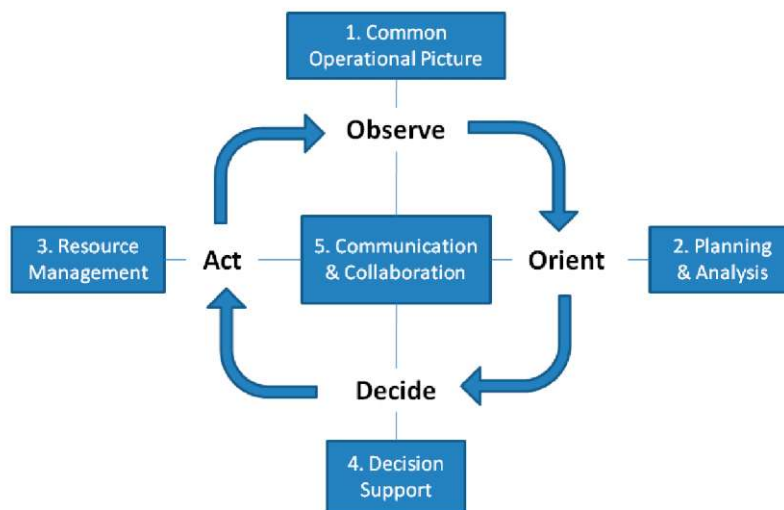 1. Common
Operational Picture
Observe
3. Resource
Management
Act
5. Communication
& Collaboration
Orient
2. Planning
& Analysis
Decide
4. Decision
Support